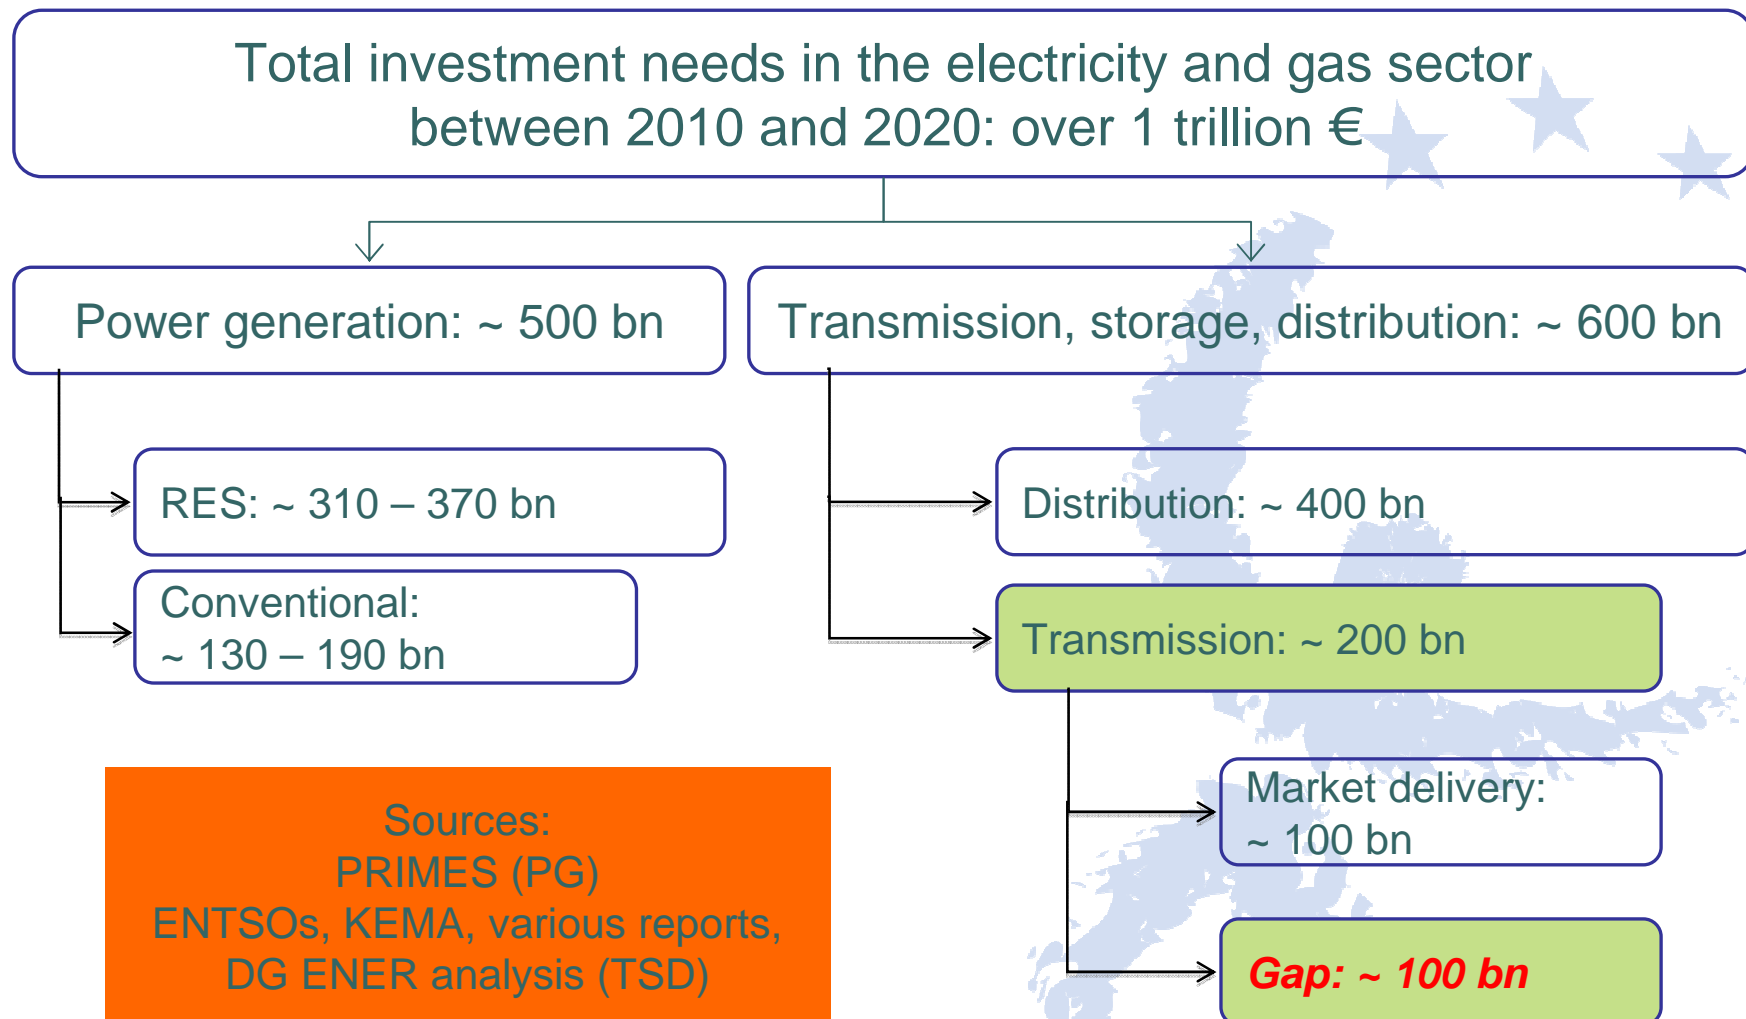 Total investment needs in the electricity and gas sector
between 2010 and 2020: over 1 trillion €
Power generation: ~ 500 bn
Transmission, storage, distribution: ~ 600 bn
RES: ~ 310 – 370 bn
Distribution: ~ 400 bn
Conventional:
~ 130 – 190 bn
Transmission: ~ 200 bn
Market delivery:
~ 100 bn
Gap: ~ 100 bn
Sources:
PRIMES (PG)
ENTSOs, KEMA, various reports,
DG ENER analysis (TSD)